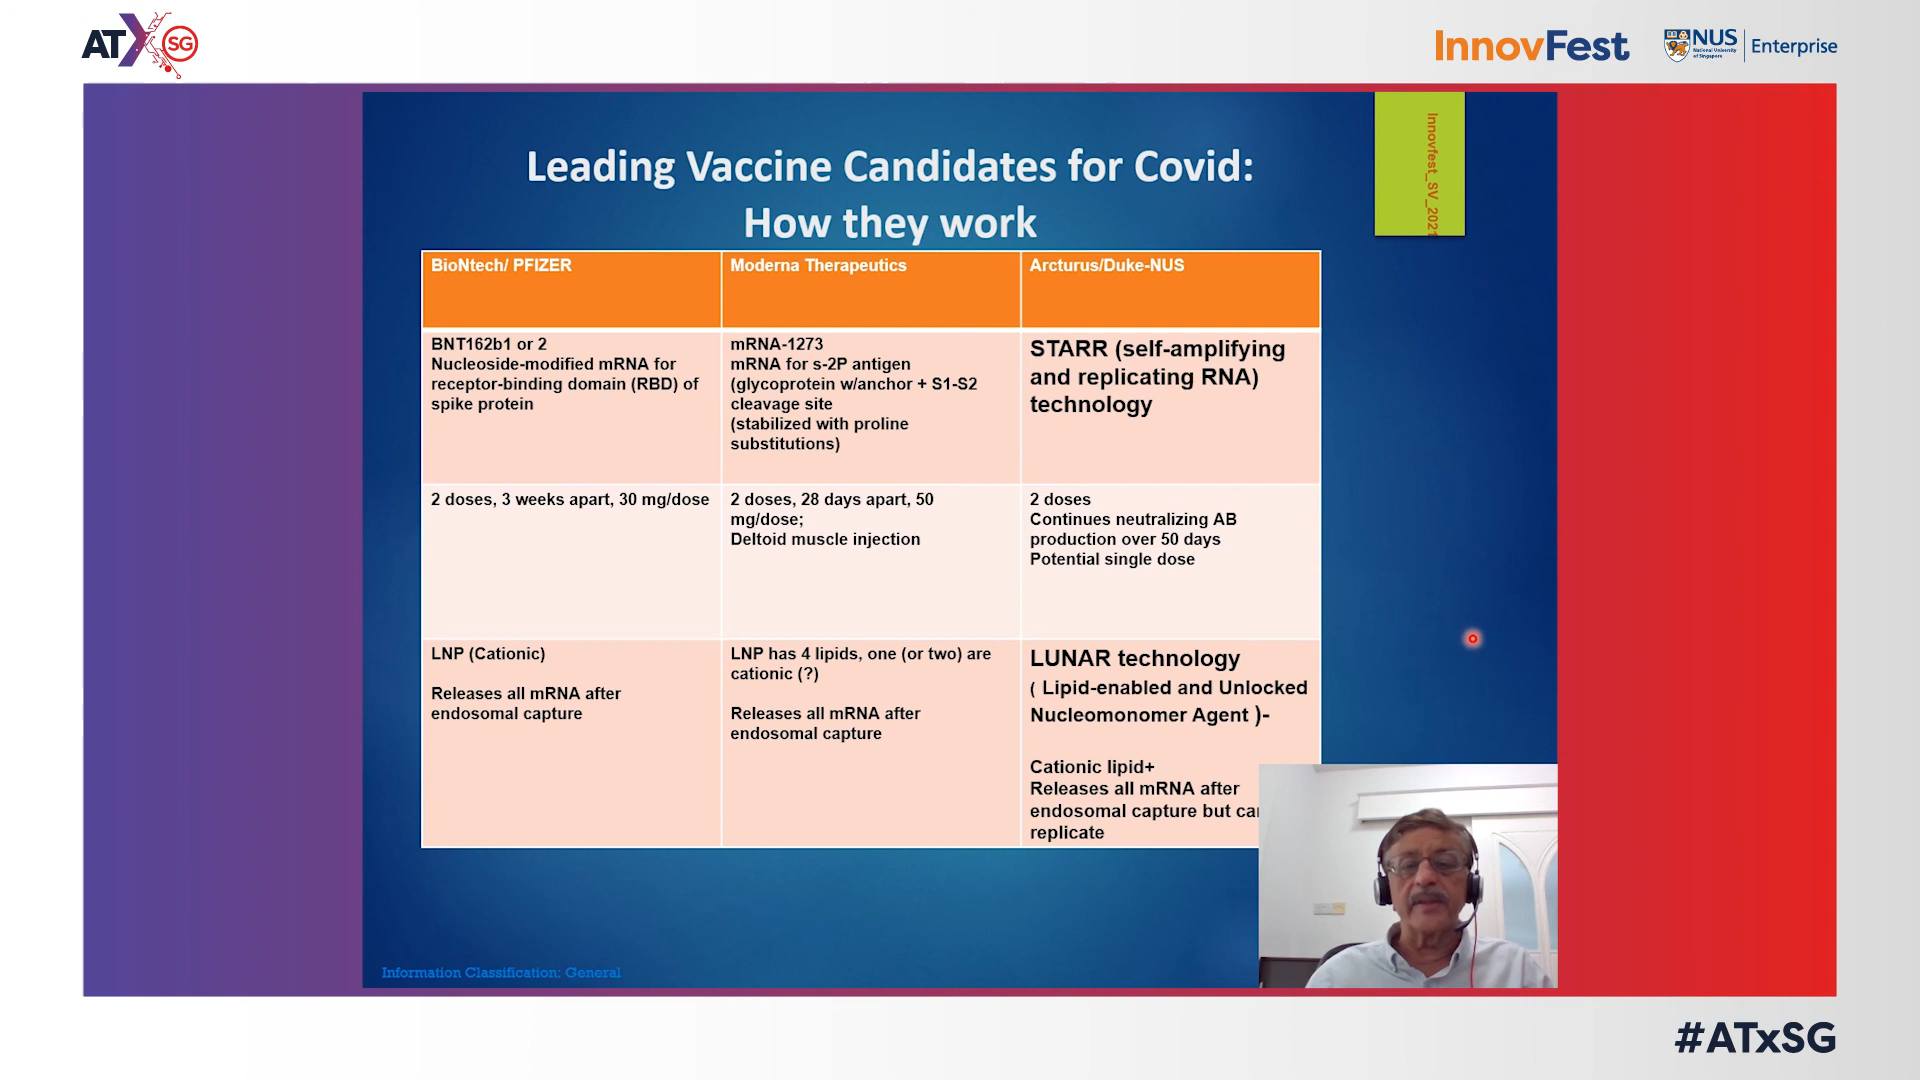 ATX SG
InnovFest
NUS
National University
of Singapore
Enterprise
Innovfest_SV_2021
Leading Vaccine Candidates for Covid:
How they work
BioNtech/ PFIZER
Moderna Therapeutics
Arcturus/Duke-NUS
BNT162b1 or 2
Nucleoside-modified mRNA for
receptor-binding domain (RBD) of
spike protein
mRNA-1273
mRNA for s-2P antigen
(glycoprotein w/anchor + S1-S2
cleavage site
(stabilized with proline
substitutions)
STARR (self-amplifying
and replicating RNA)
technology
2 doses, 3 weeks apart, 30 mg/dose
2 doses, 28 days apart, 50
mg/dose;
Deltoid muscle injection
2 doses
Continues neutralizing AB
production over 50 days
Potential single dose
LNP (Cationic)
Releases all mRNA after
endosomal capture
LNP has 4 lipids, one (or two) are
cationic (?)
Releases all mRNA after
endosomal capture
LUNAR technology
( Lipid-enabled and Unlocked
Nucleomonomer Agent )-
Cationic lipid+
Releases all mRNA after
endosomal capture but
replicate
Information Classification: General
#ATxSG